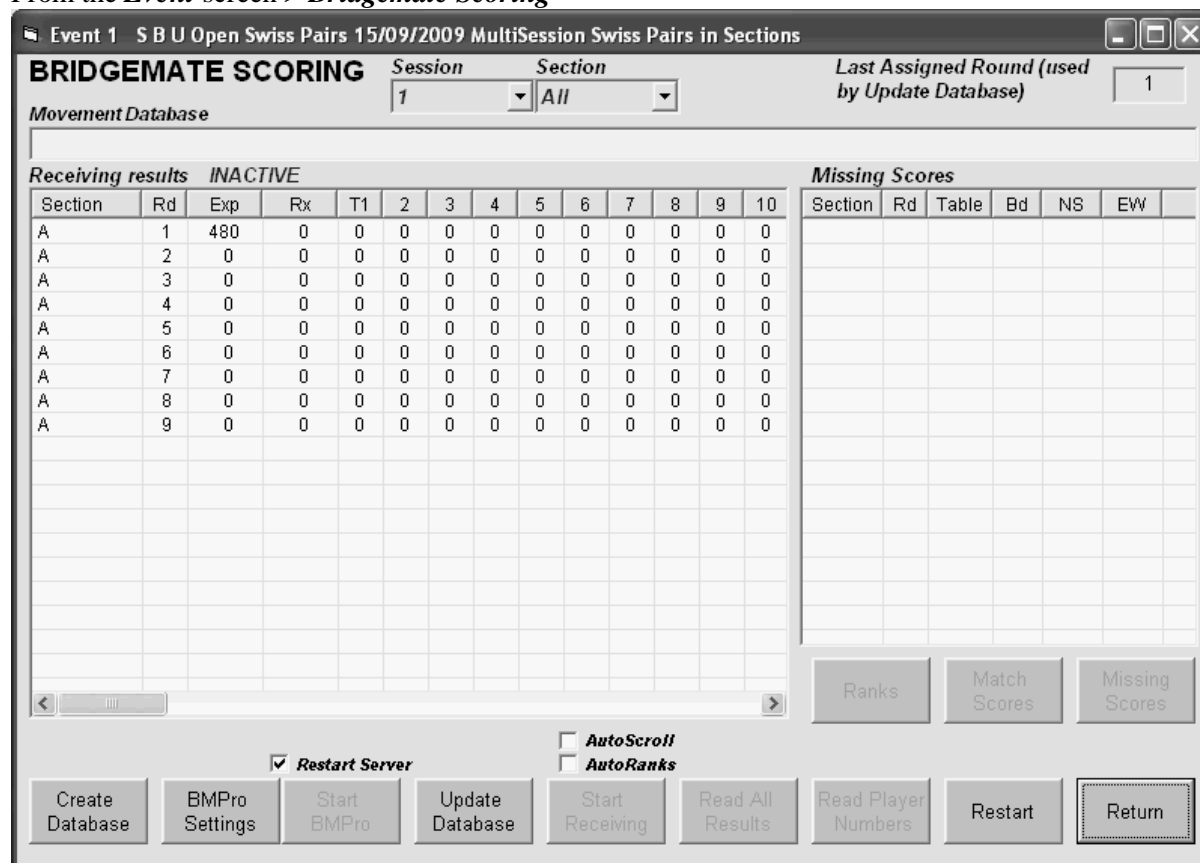 From the Event screen > Bridgemate Scoring
Event 1 S B U Open Swiss Pairs 15/09/2009 MultiSession Swiss Pairs in Sections
BRIDGEMATE SCORING
Session
Section
Last Assigned Round (used by Update Database)
1
All
1
Movement Database
Receiving results INACTIVE
Section Rd Exp Rx T1 2 3 4 5 6 7 8 9 10
A 1 480 0 0 0 0 0 0 0 0 0 0 0
A 2 0 0 0 0 0 0 0 0 0 0 0 0
A 3 0 0 0 0 0 0 0 0 0 0 0 0
A 4 0 0 0 0 0 0 0 0 0 0 0 0
A 5 0 0 0 0 0 0 0 0 0 0 0 0
A 6 0 0 0 0 0 0 0 0 0 0 0 0
A 7 0 0 0 0 0 0 0 0 0 0 0 0
A 8 0 0 0 0 0 0 0 0 0 0 0 0
A 9 0 0 0 0 0 0 0 0 0 0 0 0
Missing Scores
Section Rd Table Bd NS EW
Ranks
Match Scores
Missing Scores
AutoScroll
Restart Server
AutoRanks
Create Database
BMPro Settings
Start BMPro
Update Database
Start Receiving
Read All Results
Read Player Numbers
Restart
Return